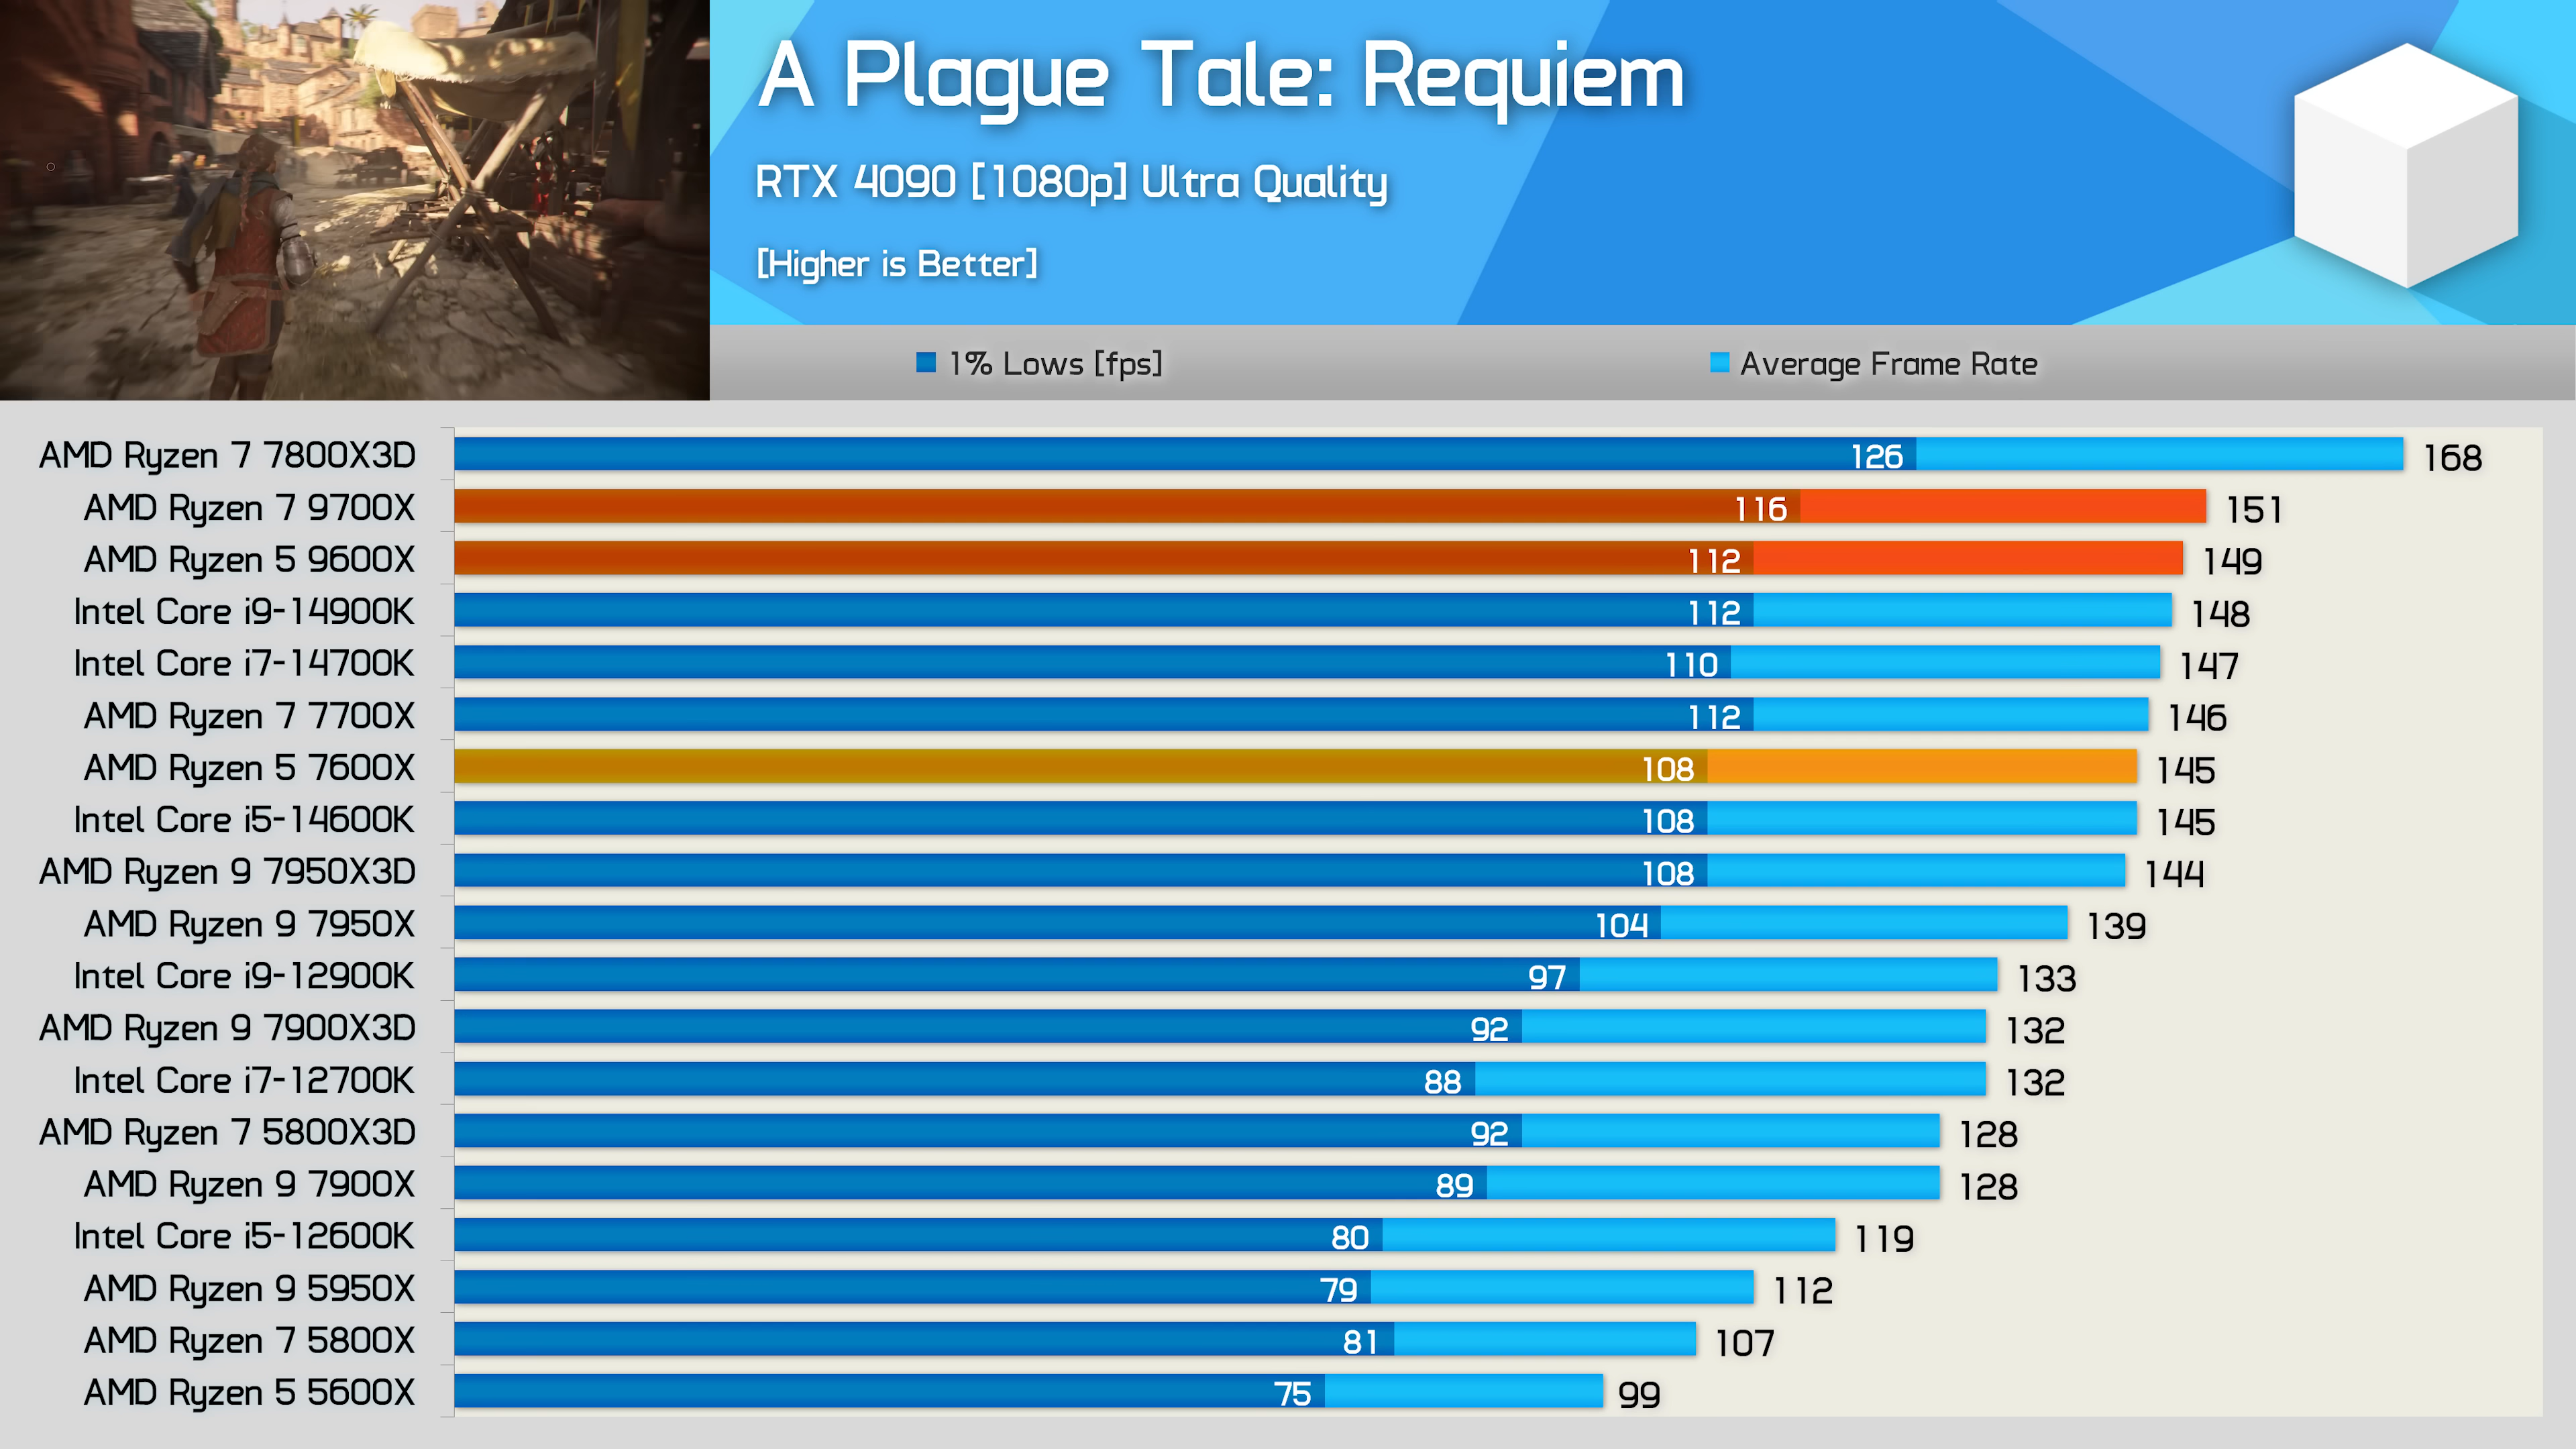 A Plague Tale: Requiem
RTX 4090 [1080p] Ultra Quality
[Higher is Better]
1% Lows [fps] Average Frame Rate
AMD Ryzen 7 7800X3D 126 168
AMD Ryzen 7 9700X 116 151
AMD Ryzen 5 9600X 112 149
Intel Core i9-14900K 112 148
Intel Core i7-14700K 110 147
AMD Ryzen 7 7700X 112 146
AMD Ryzen 5 7600X 108 145
Intel Core i5-14600K 108 145
AMD Ryzen 9 7950X3D 108 144
AMD Ryzen 9 7950X 104 139
Intel Core i9-12900K 97 133
AMD Ryzen 9 7900X3D 92 132
Intel Core i7-12700K 88 132
AMD Ryzen 7 5800X3D 92 128
AMD Ryzen 9 7900X 89 128
Intel Core i5-12600K 80 119
AMD Ryzen 9 5950X 79 112
AMD Ryzen 7 5800X 81 107
AMD Ryzen 5 5600X 75 99